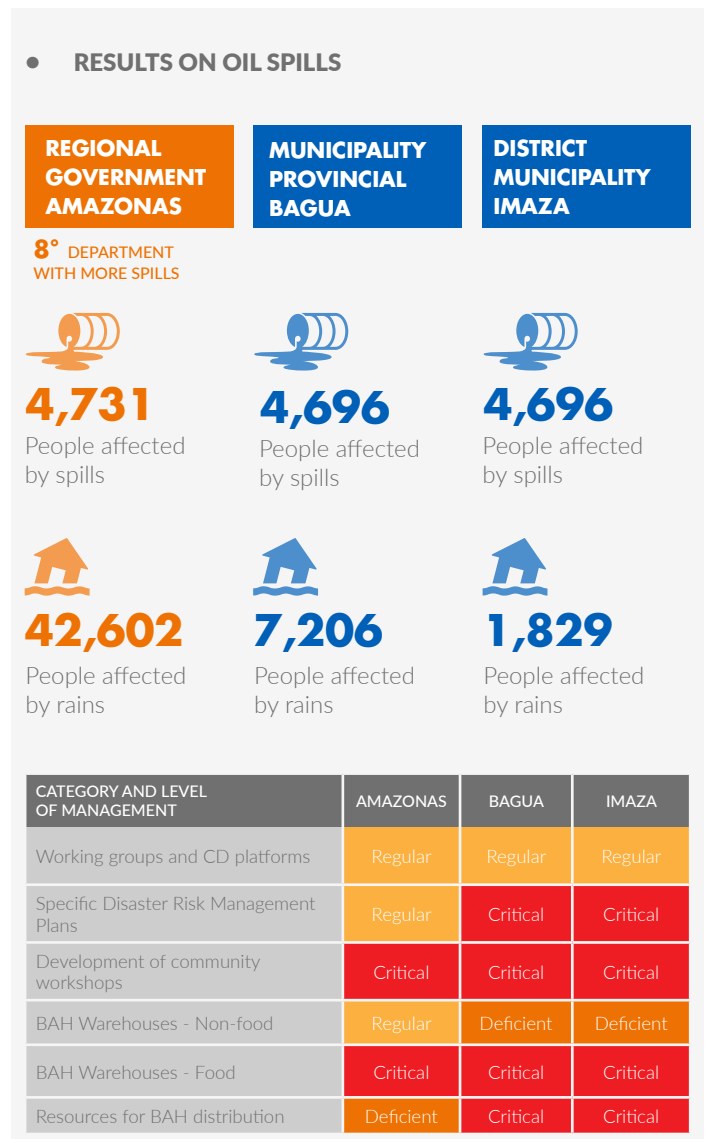 • RESULTS ON OIL SPILLS
REGIONAL
GOVERNMENT
AMAZONAS
8° DEPARTMENT
WITH MORE SPILLS
MUNICIPALITY
PROVINCIAL
BAGUA
DISTRICT
MUNICIPALITY
IMAZA
4,731
People affected
by spills
4,696
People affected
by spills
4,696
People affected
by spills
42,602
People affected
by rains
7,206
People affected
by rains
1,829
People affected
by rains
CATEGORY AND LEVEL
OF MANAGEMENT
AMAZONAS
BAGUA
IMAZA
Working groups and CD platforms
Regular
Regular
Regular
Specific Disaster Risk Management
Plans
Regular
Critical
Critical
Development of community
workshops
Critical
Critical
Critical
BAH Warehouses - Non-food
Regular
Deficient
Deficient
BAH Warehouses - Food
Critical
Critical
Critical
Resources for BAH distribution
Deficient
Critical
Critical